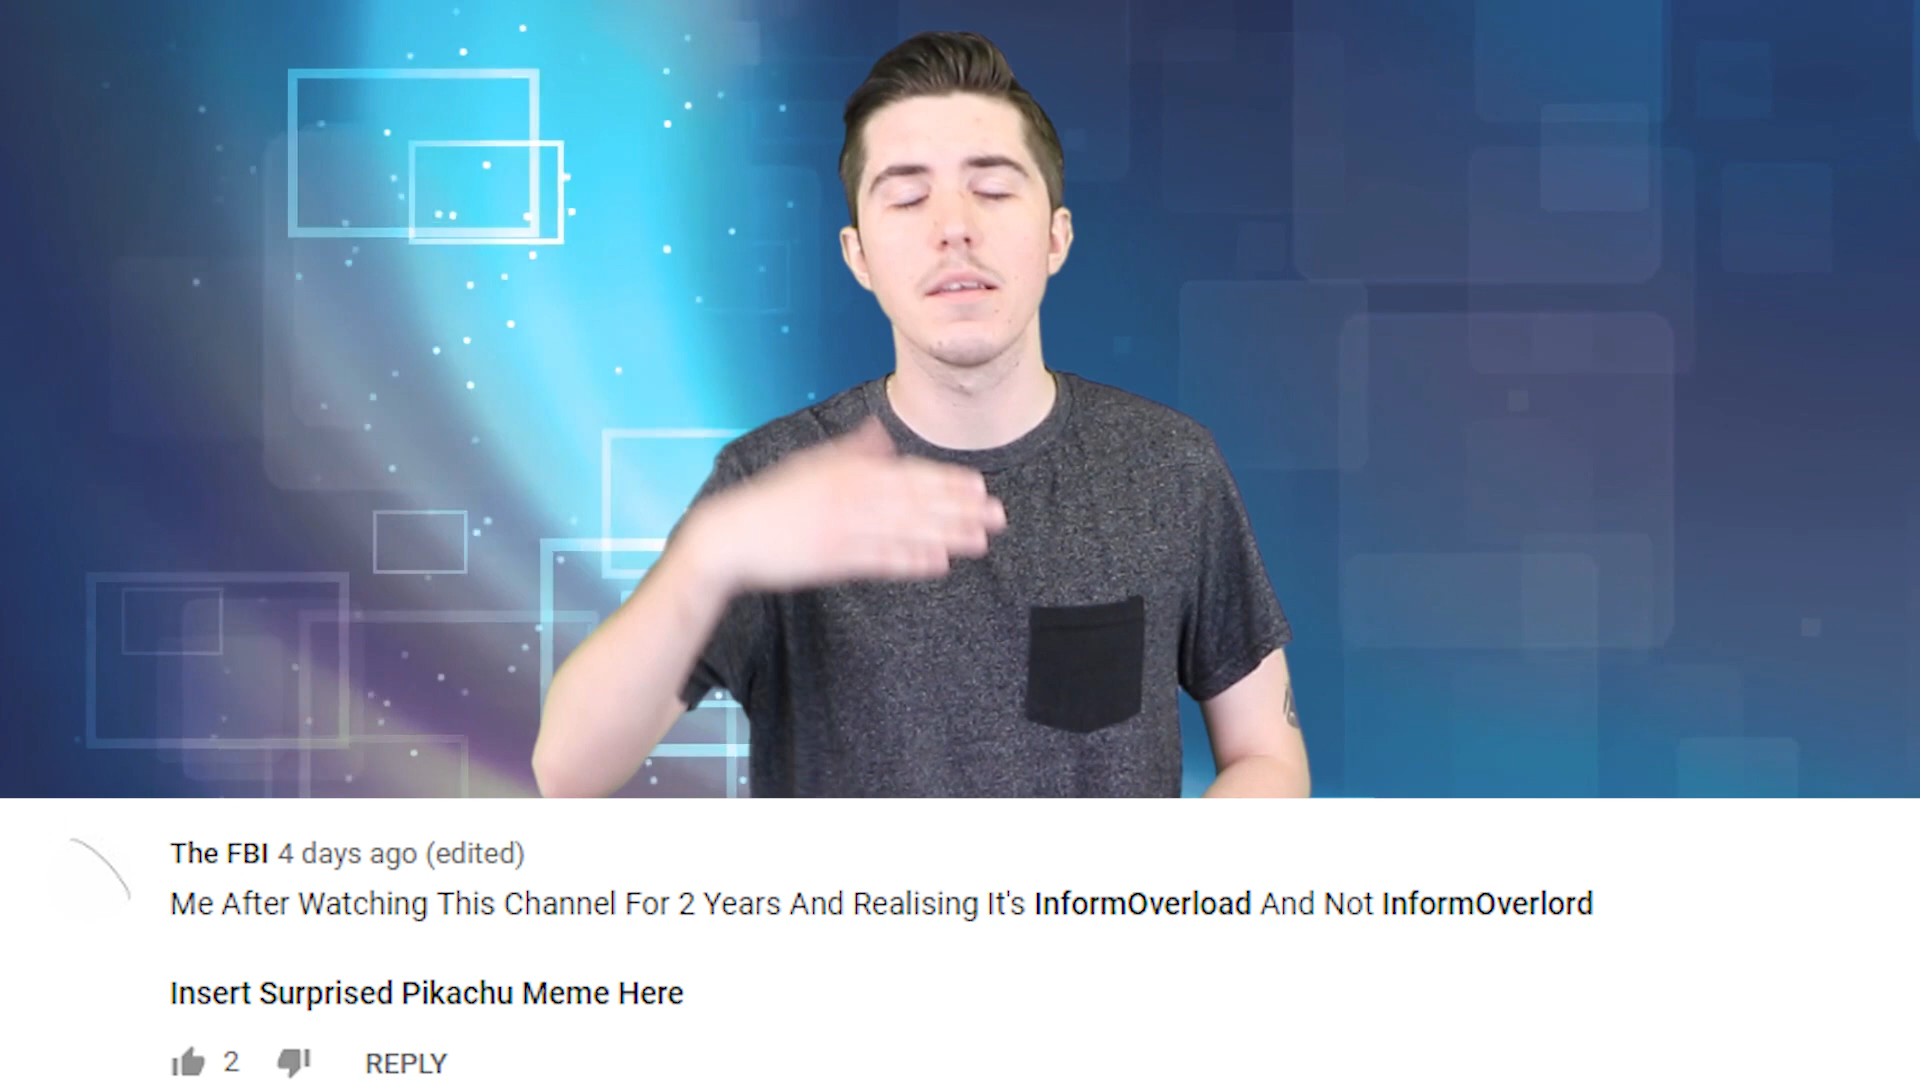 The FBI 4 days ago (edited)
Me After Watching This Channel For 2 Years And Realising It's InformOverload And Not InformOverlord
Insert Surprised Pikachu Meme Here
2 REPLY